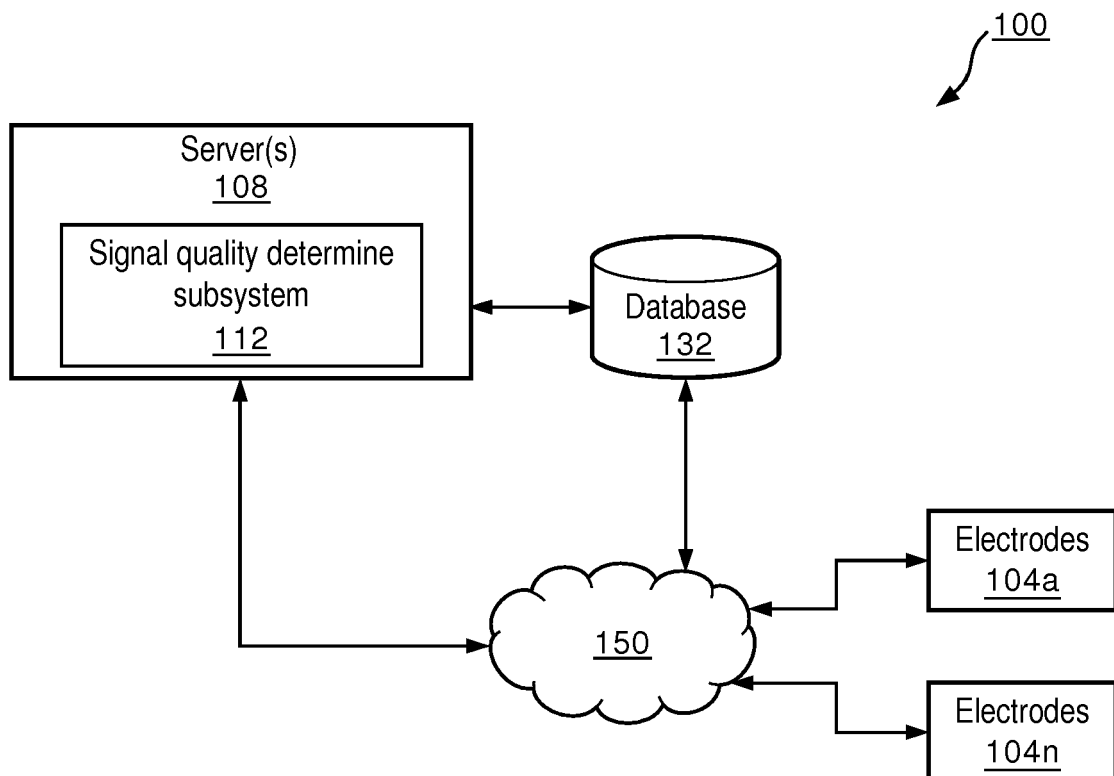 100
Server(s)
108
Signal quality determine
subsystem
112
Database
132
150
Electrodes
104a
Electrodes
104n